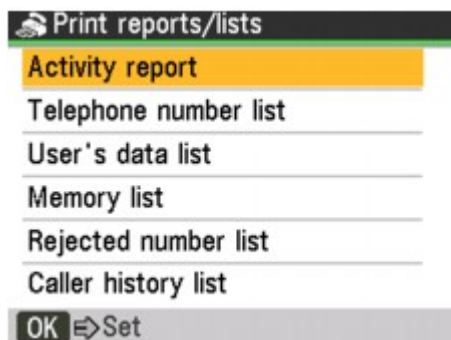 Print reports/lists
Activity report
Telephone number list
User's data list
Memory list
Rejected number list
Caller history list
OK Set